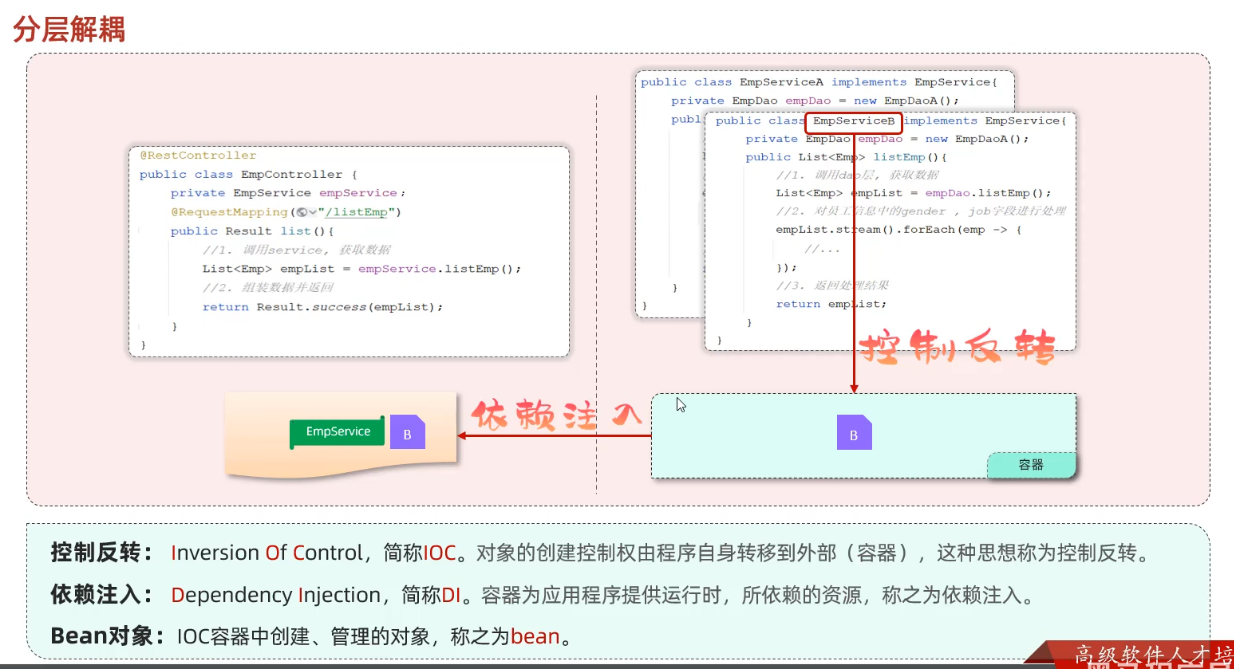 分层解耦
@RestController
public class EmpController {
private EmpService empService;
@RequestMapping("/listEmp")
public Result list(){
//1. 调用service, 获取数据
List<Emp> empList = empService.listEmp();
//2. 组装数据并返回
return Result.success(empList);
}
}
public class EmpServiceA implements EmpService{
private EmpDao empDao = new EmpDaoA();
publ
}
}
public class EmpServiceB implements EmpService{
private EmpDao empDao = new EmpDaoA();
public List<Emp> listEmp(){
//1. 调用dao层, 获取数据
List<Emp> empList = empDao.listEmp();
//2. 对员工信息中的gender , job字段进行处理
empList.stream().forEach(emp -> {
//...
});
//3. 返回处理结果
return empList;
}
}
控制反转
依赖注入
EmpService
B
B
容器
控制反转： Inversion Of Control，简称IOC。对象的创建控制权由程序自身转移到外部（容器），这种思想称为控制反转。
依赖注入： Dependency Injection，简称DI。容器为应用程序提供运行时，所依赖的资源，称之为依赖注入。
Bean对象：IOC容器中创建、管理的对象，称之为bean。
高级软件人才培